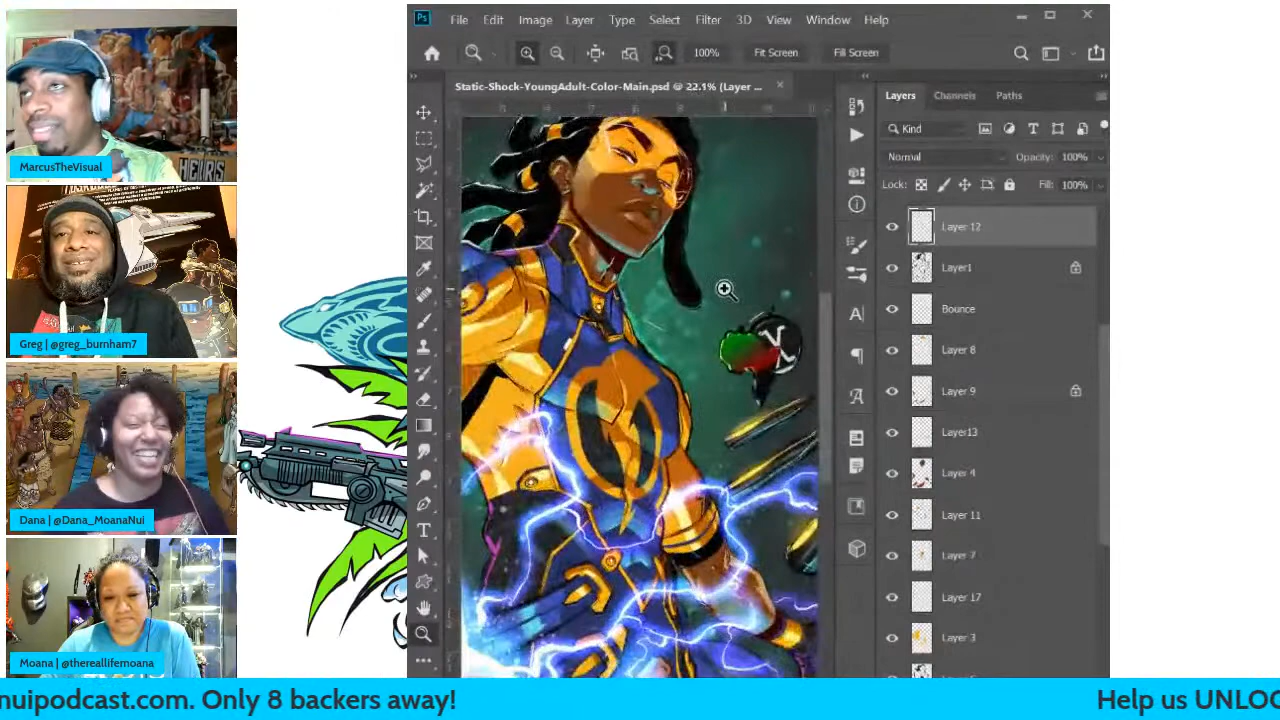 MarcusTheVisual
HEIRS
Greg | @greg_burnham7
Dana | @Dana_MoanaNui
Moana | @thereallifemoana
Ps
File Edit Image Layer Type Select Filter 3D View Window Help
100% Fit Screen Fill Screen
Static-Shock-YoungAdult-Color-Main.psd @ 22.1% (Layer ...
Layers Channels Paths
Kind
Normal Opacity: 100%
Lock: Fill: 100%
Layer 12
Layer1
Bounce
Layer 8
Layer 9
Layer13
Layer 4
Layer 11
Layer 7
Layer 17
Layer 3
nuipodcast.com. Only 8 backers away! Help us UNLOC